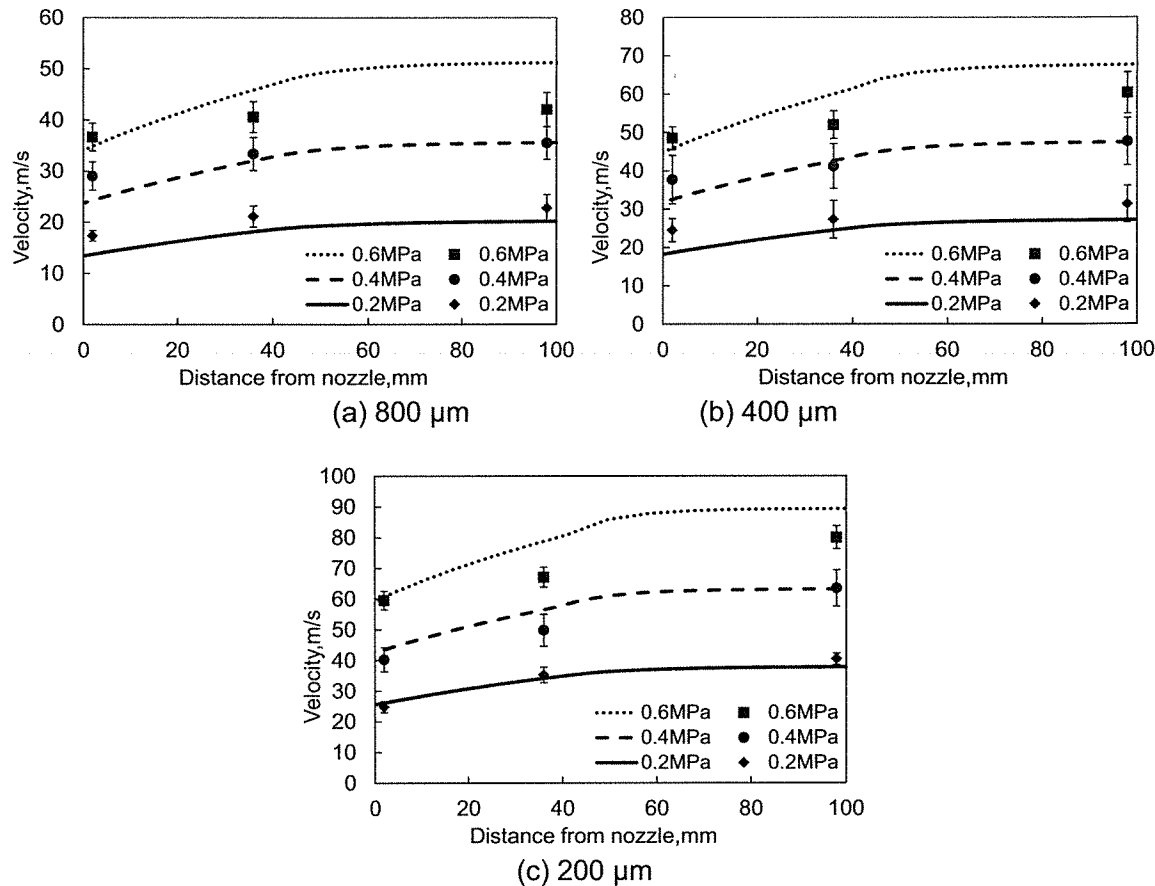 60
50
40
30
20
10
0
Velocity,m/s
0.6MPa 0.6MPa
0.4MPa 0.4MPa
0.2MPa 0.2MPa
0 20 40 60 80 100
Distance from nozzle,mm
(a) 800 μm
80
70
60
50
40
30
20
10
0
Velocity,m/s
0.6MPa 0.6MPa
0.4MPa 0.4MPa
0.2MPa 0.2MPa
0 20 40 60 80 100
Distance from nozzle,mm
(b) 400 μm
100
90
80
70
60
50
40
30
20
10
0
Velocity,m/s
0.6MPa 0.6MPa
0.4MPa 0.4MPa
0.2MPa 0.2MPa
0 20 40 60 80 100
Distance from nozzle,mm
(c) 200 μm